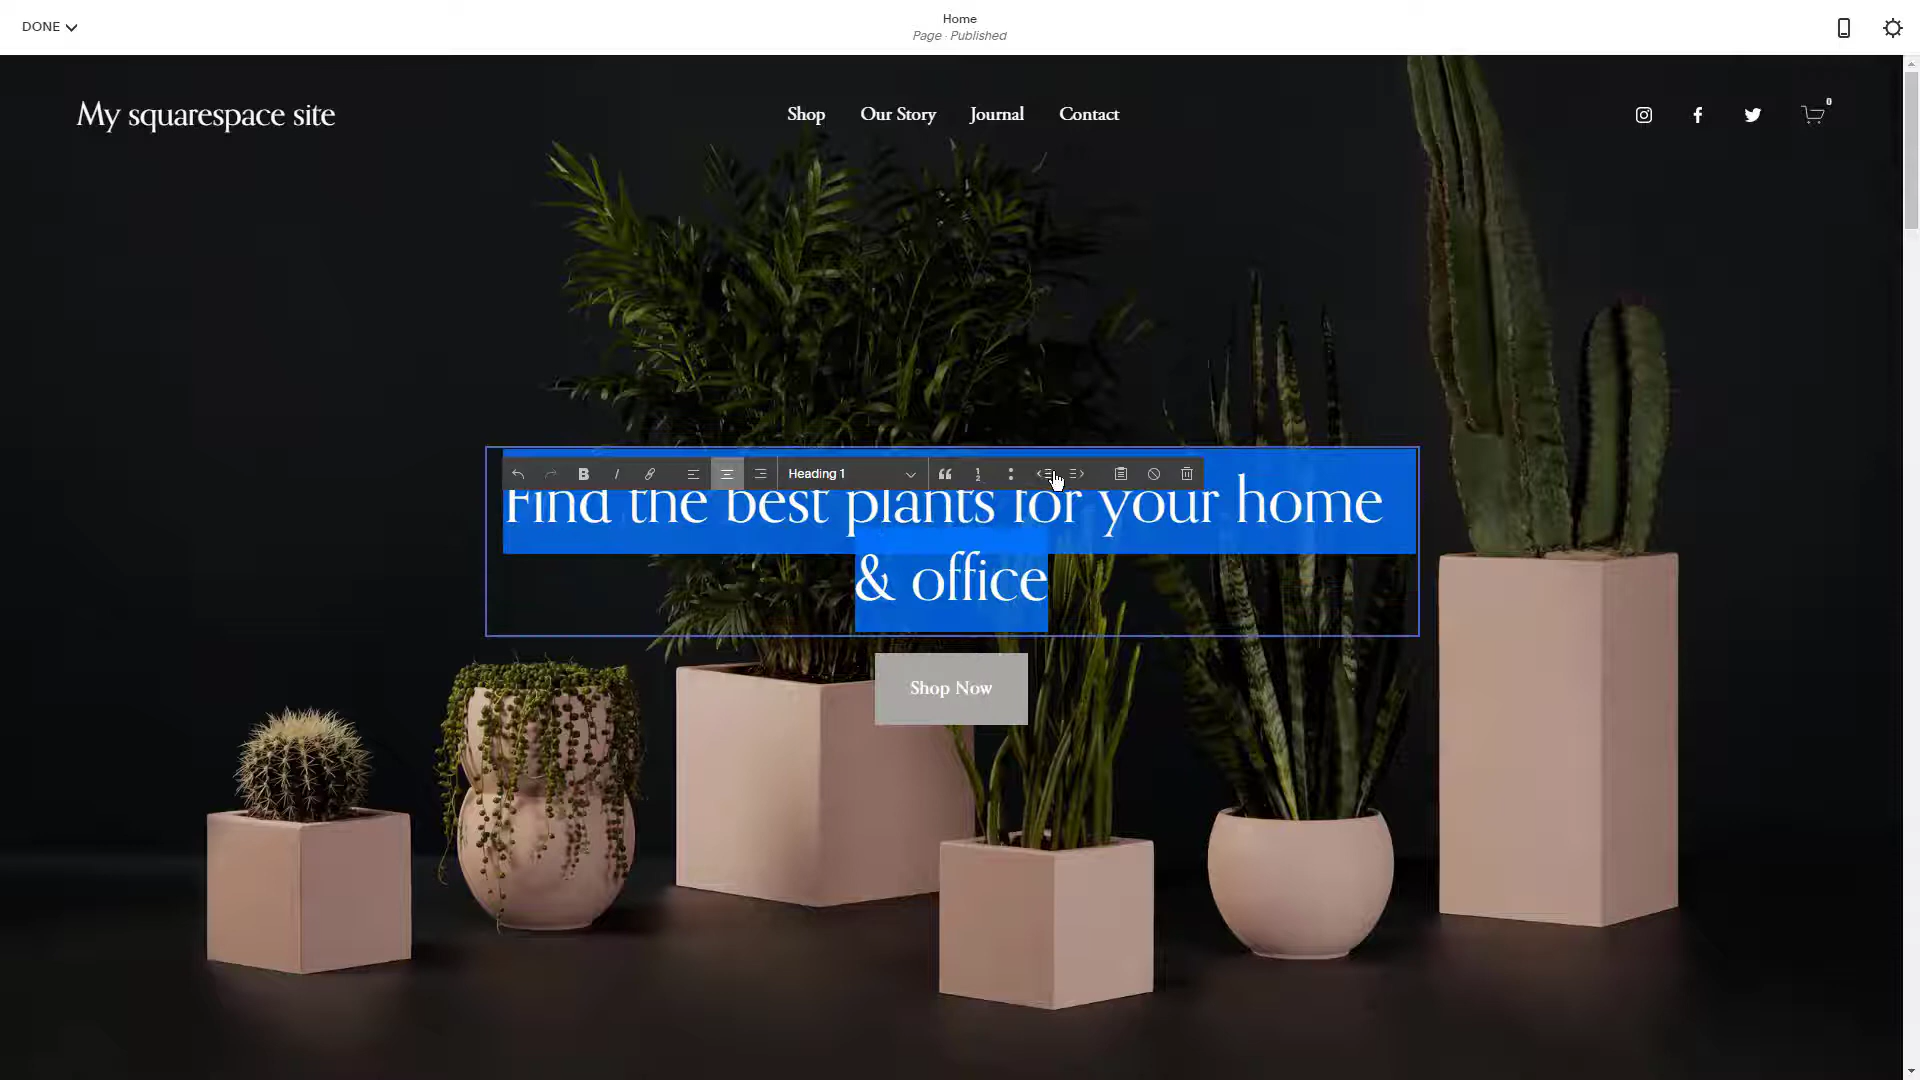 DONE
Home
Page · Published
My squarespace site
Shop
Our Story
Journal
Contact
0
Heading 1
Find the best plants for your home
& office
Shop Now